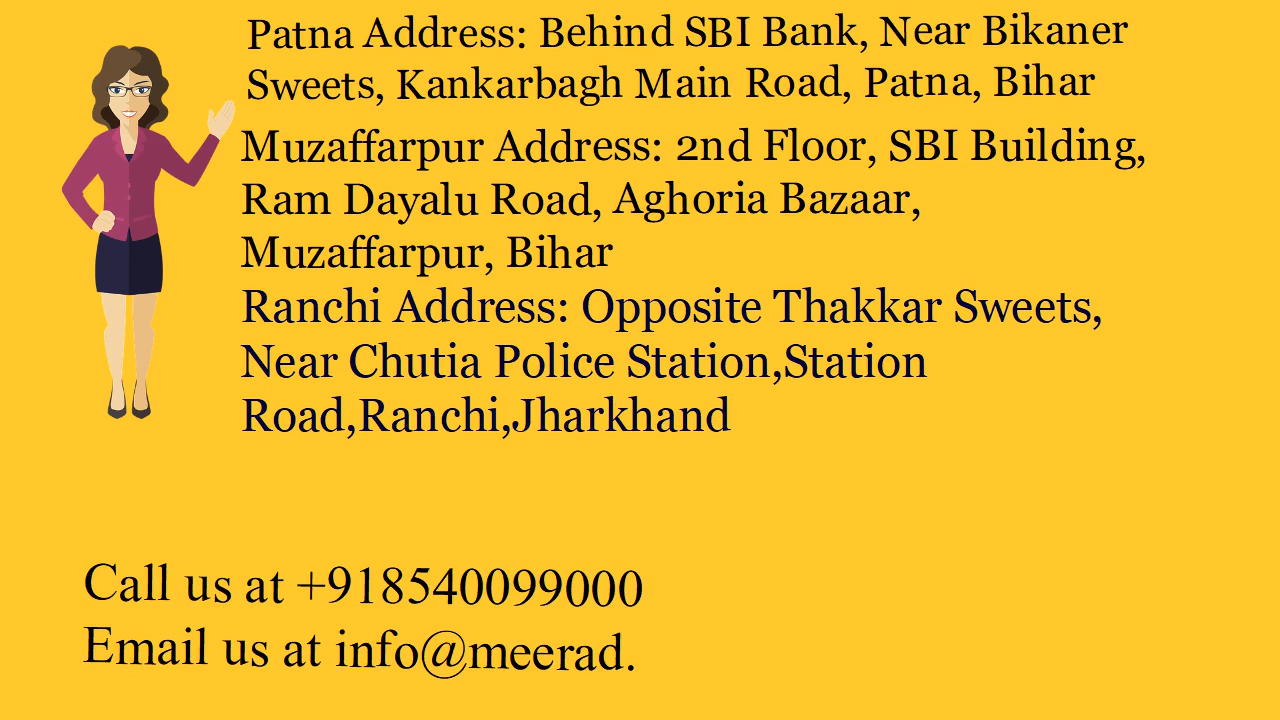 Patna Address: Behind SBI Bank, Near Bikaner
Sweets, Kankarbagh Main Road, Patna, Bihar
Muzaffarpur Address: 2nd Floor, SBI Building,
Ram Dayalu Road, Aghoria Bazaar,
Muzaffarpur, Bihar
Ranchi Address: Opposite Thakkar Sweets,
Near Chutia Police Station,Station
Road,Ranchi,Jharkhand
Call us at +918540099000
Email us at info@meerad.